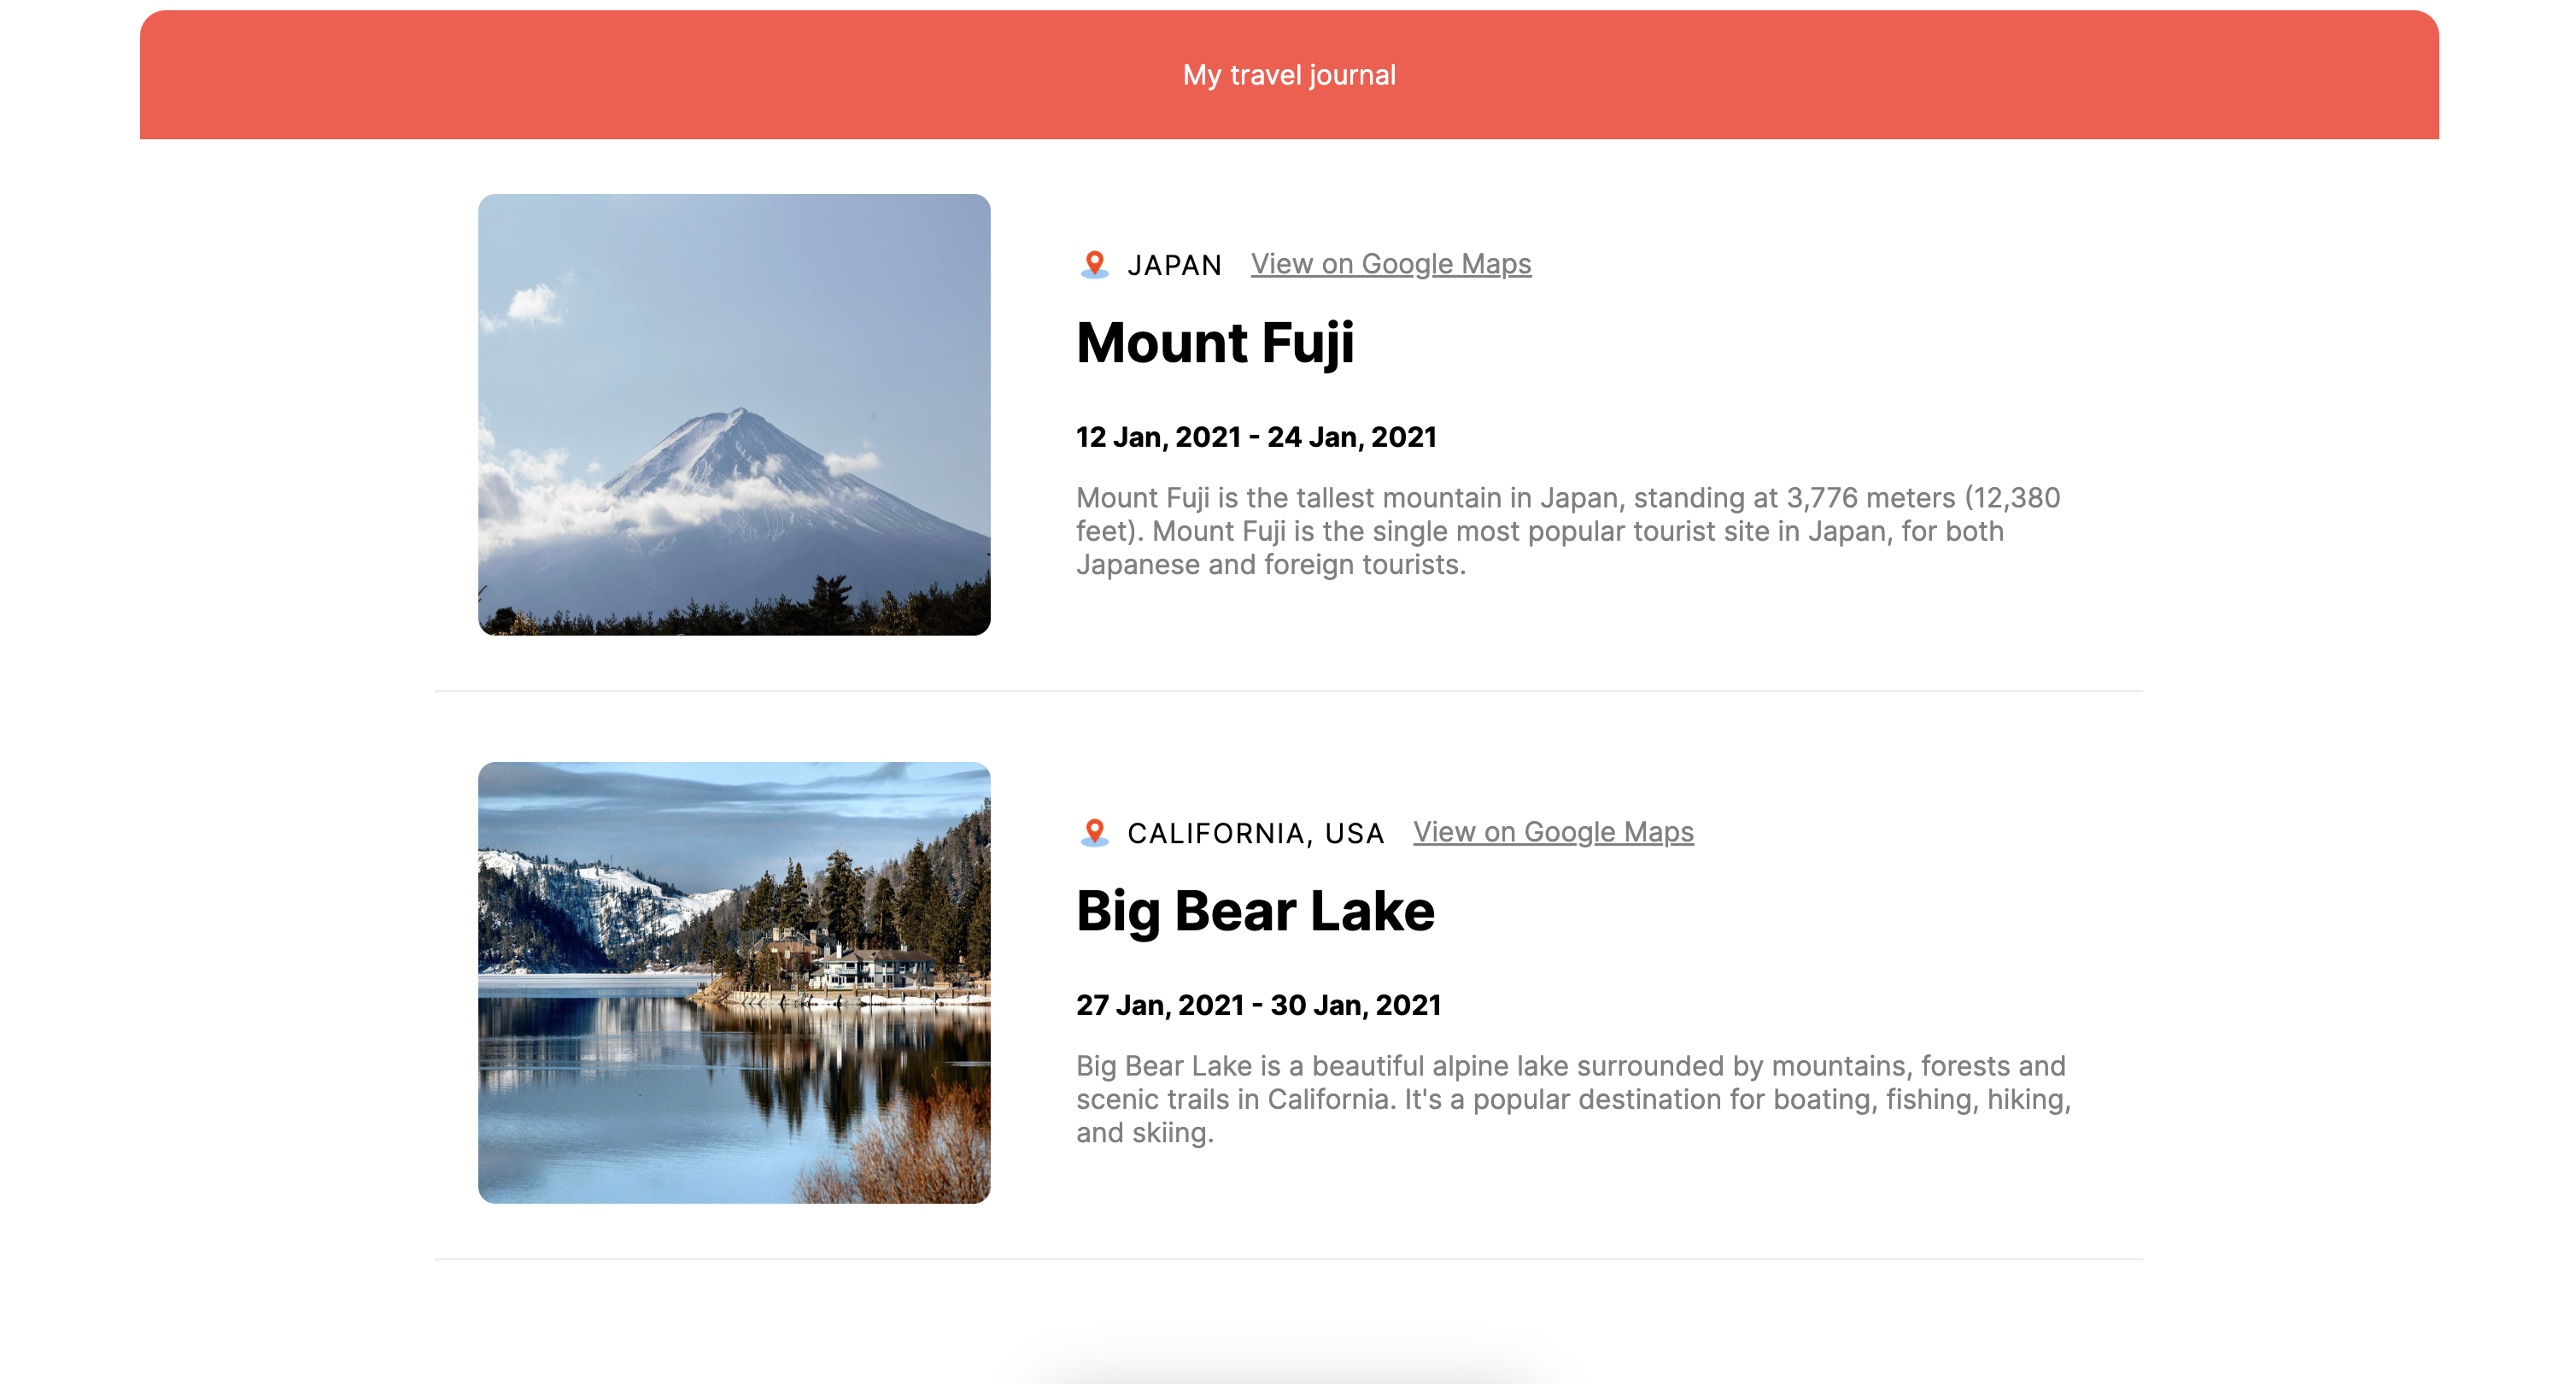 My travel journal
JAPAN View on Google Maps
Mount Fuji
12 Jan, 2021 - 24 Jan, 2021
Mount Fuji is the tallest mountain in Japan, standing at 3,776 meters (12,380
feet). Mount Fuji is the single most popular tourist site in Japan, for both
Japanese and foreign tourists.
CALIFORNIA, USA View on Google Maps
Big Bear Lake
27 Jan, 2021 - 30 Jan, 2021
Big Bear Lake is a beautiful alpine lake surrounded by mountains, forests and
scenic trails in California. It's a popular destination for boating, fishing, hiking,
and skiing.